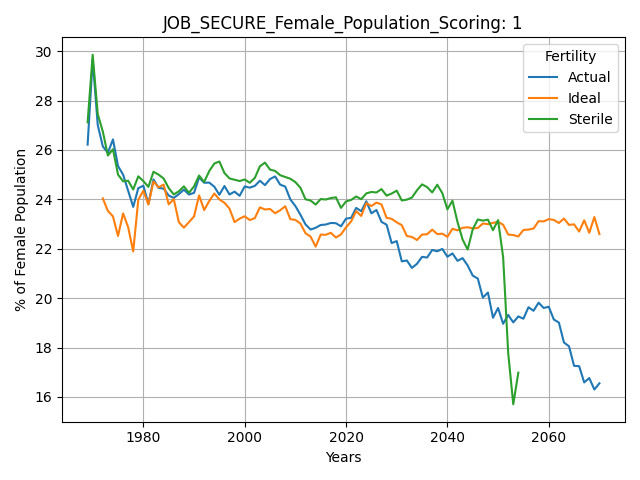 JOB_SECURE_Female_Population_Scoring: 1
Fertility
Actual
Ideal
Sterile
% of Female Population
30
28
26
24
22
20
18
16
1980 2000 2020 2040 2060
Years